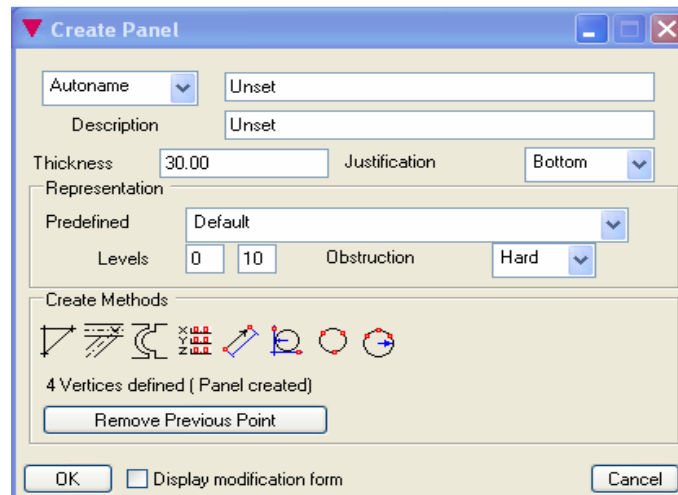 Create Panel
Autoname Unset
Description Unset
Thickness 30.00 Justification Bottom
Representation
Predefined Default
Levels 0 10 Obstruction Hard
Create Methods
X
Y
Z
4 Vertices defined ( Panel created)
Remove Previous Point
OK Display modification form Cancel